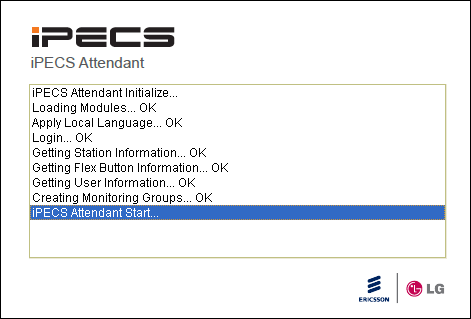 iPECS
iPECS Attendant
iPECS Attendant Initialize...
Loading Modules... OK
Apply Local Language... OK
Login... OK
Getting Station Information... OK
Getting Flex Button Information... OK
Getting User Information... OK
Creating Monitoring Groups... OK
iPECS Attendant Start...
ERICSSON LG